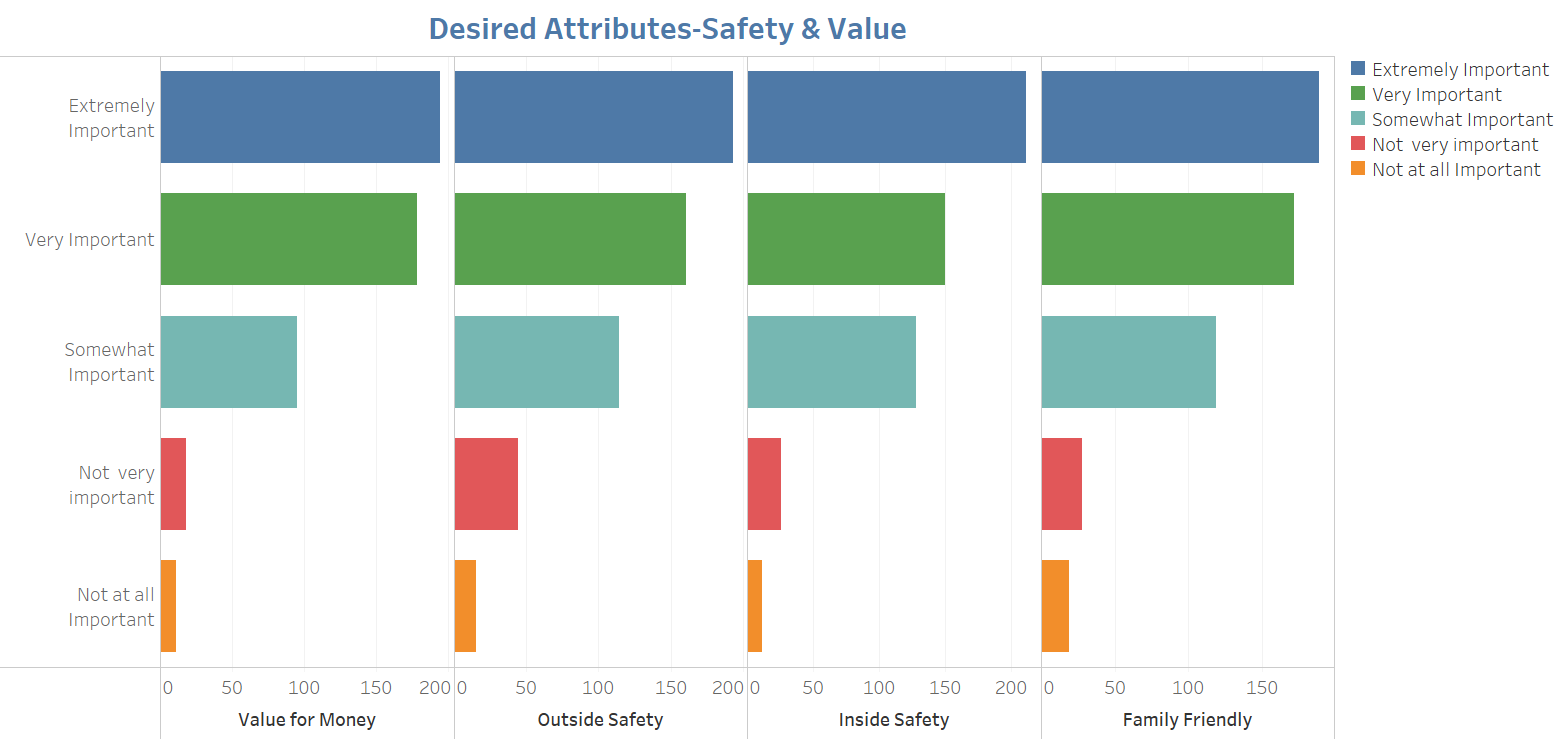 Desired Attributes-Safety & Value
Extremely
Important
Very Important
Somewhat
Important
Not  very
important
Not at all
Important
0 50 100 150 200 0 50 100 150 200 0 50 100 150 200 0 50 100 150
Value for Money Outside Safety Inside Safety Family Friendly
Extremely Important
Very Important
Somewhat Important
Not  very important
Not at all Important